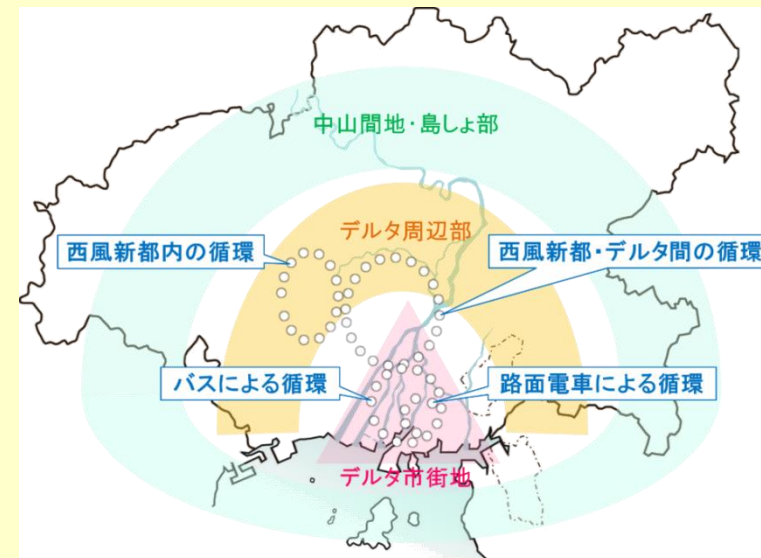 中山間地・島しょ部
デルタ周辺部
西風新都内の循環
西風新都・デルタ間の循環
バスによる循環
路面電車による循環
デルタ市街地